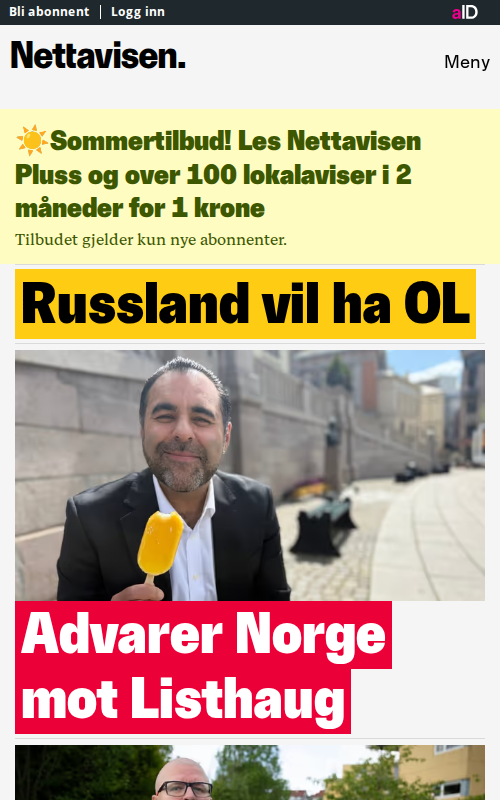 Bli abonnent
Logg inn
aID
Nettavisen.
Meny
Sommertilbud! Les Nettavisen
Pluss og over 100 lokalaviser i 2
måneder for 1 krone
Tilbudet gjelder kun nye abonnenter.
Russland vil ha OL
Advarer Norge
mot Listhaug